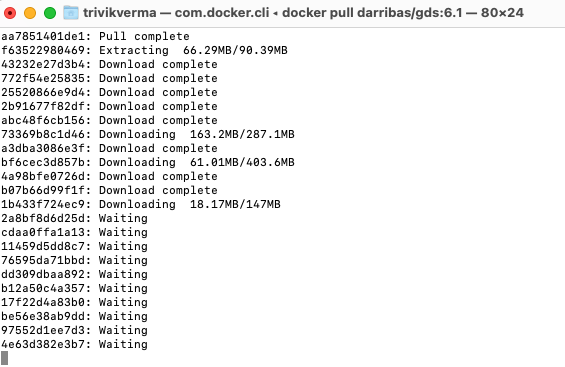 trivikverma — com.docker.cli ◂ docker pull darribas/gds:6.1 — 80×24
aa7851401de1: Pull complete
f63522980469: Extracting  66.29MB/90.39MB
43232e27d3b4: Download complete
772f54e25835: Download complete
25520866e9d4: Download complete
2b91677f82df: Download complete
abc48f6cb156: Download complete
73369b8c1d46: Downloading  163.2MB/287.1MB
a3dba3086e3f: Download complete
bf6cec3d857b: Downloading  61.01MB/403.6MB
4a98bfe0726d: Download complete
b07b66d99f1f: Download complete
1b433f724ec9: Downloading  18.17MB/147MB
2a8bf8d6d25d: Waiting
cdaa0ffa1a13: Waiting
11459d5dd8c7: Waiting
76595da71bbd: Waiting
dd309dbaa892: Waiting
b12a50c4a357: Waiting
17f22d4a83b0: Waiting
be56e38ab9dd: Waiting
97552d1ee7d3: Waiting
4e63d382e3b7: Waiting